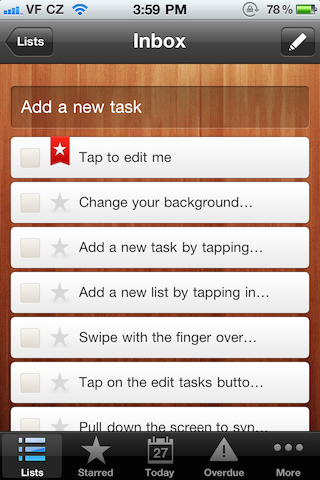 VF CZ 3:59 PM 78 %
Lists Inbox
Add a new task
Tap to edit me
Change your background…
Add a new task by tapping…
Add a new list by tapping in…
Swipe with the finger over…
Tap on the edit tasks butto…
Pull down the screen to syn…
27
Lists Starred Today Overdue More